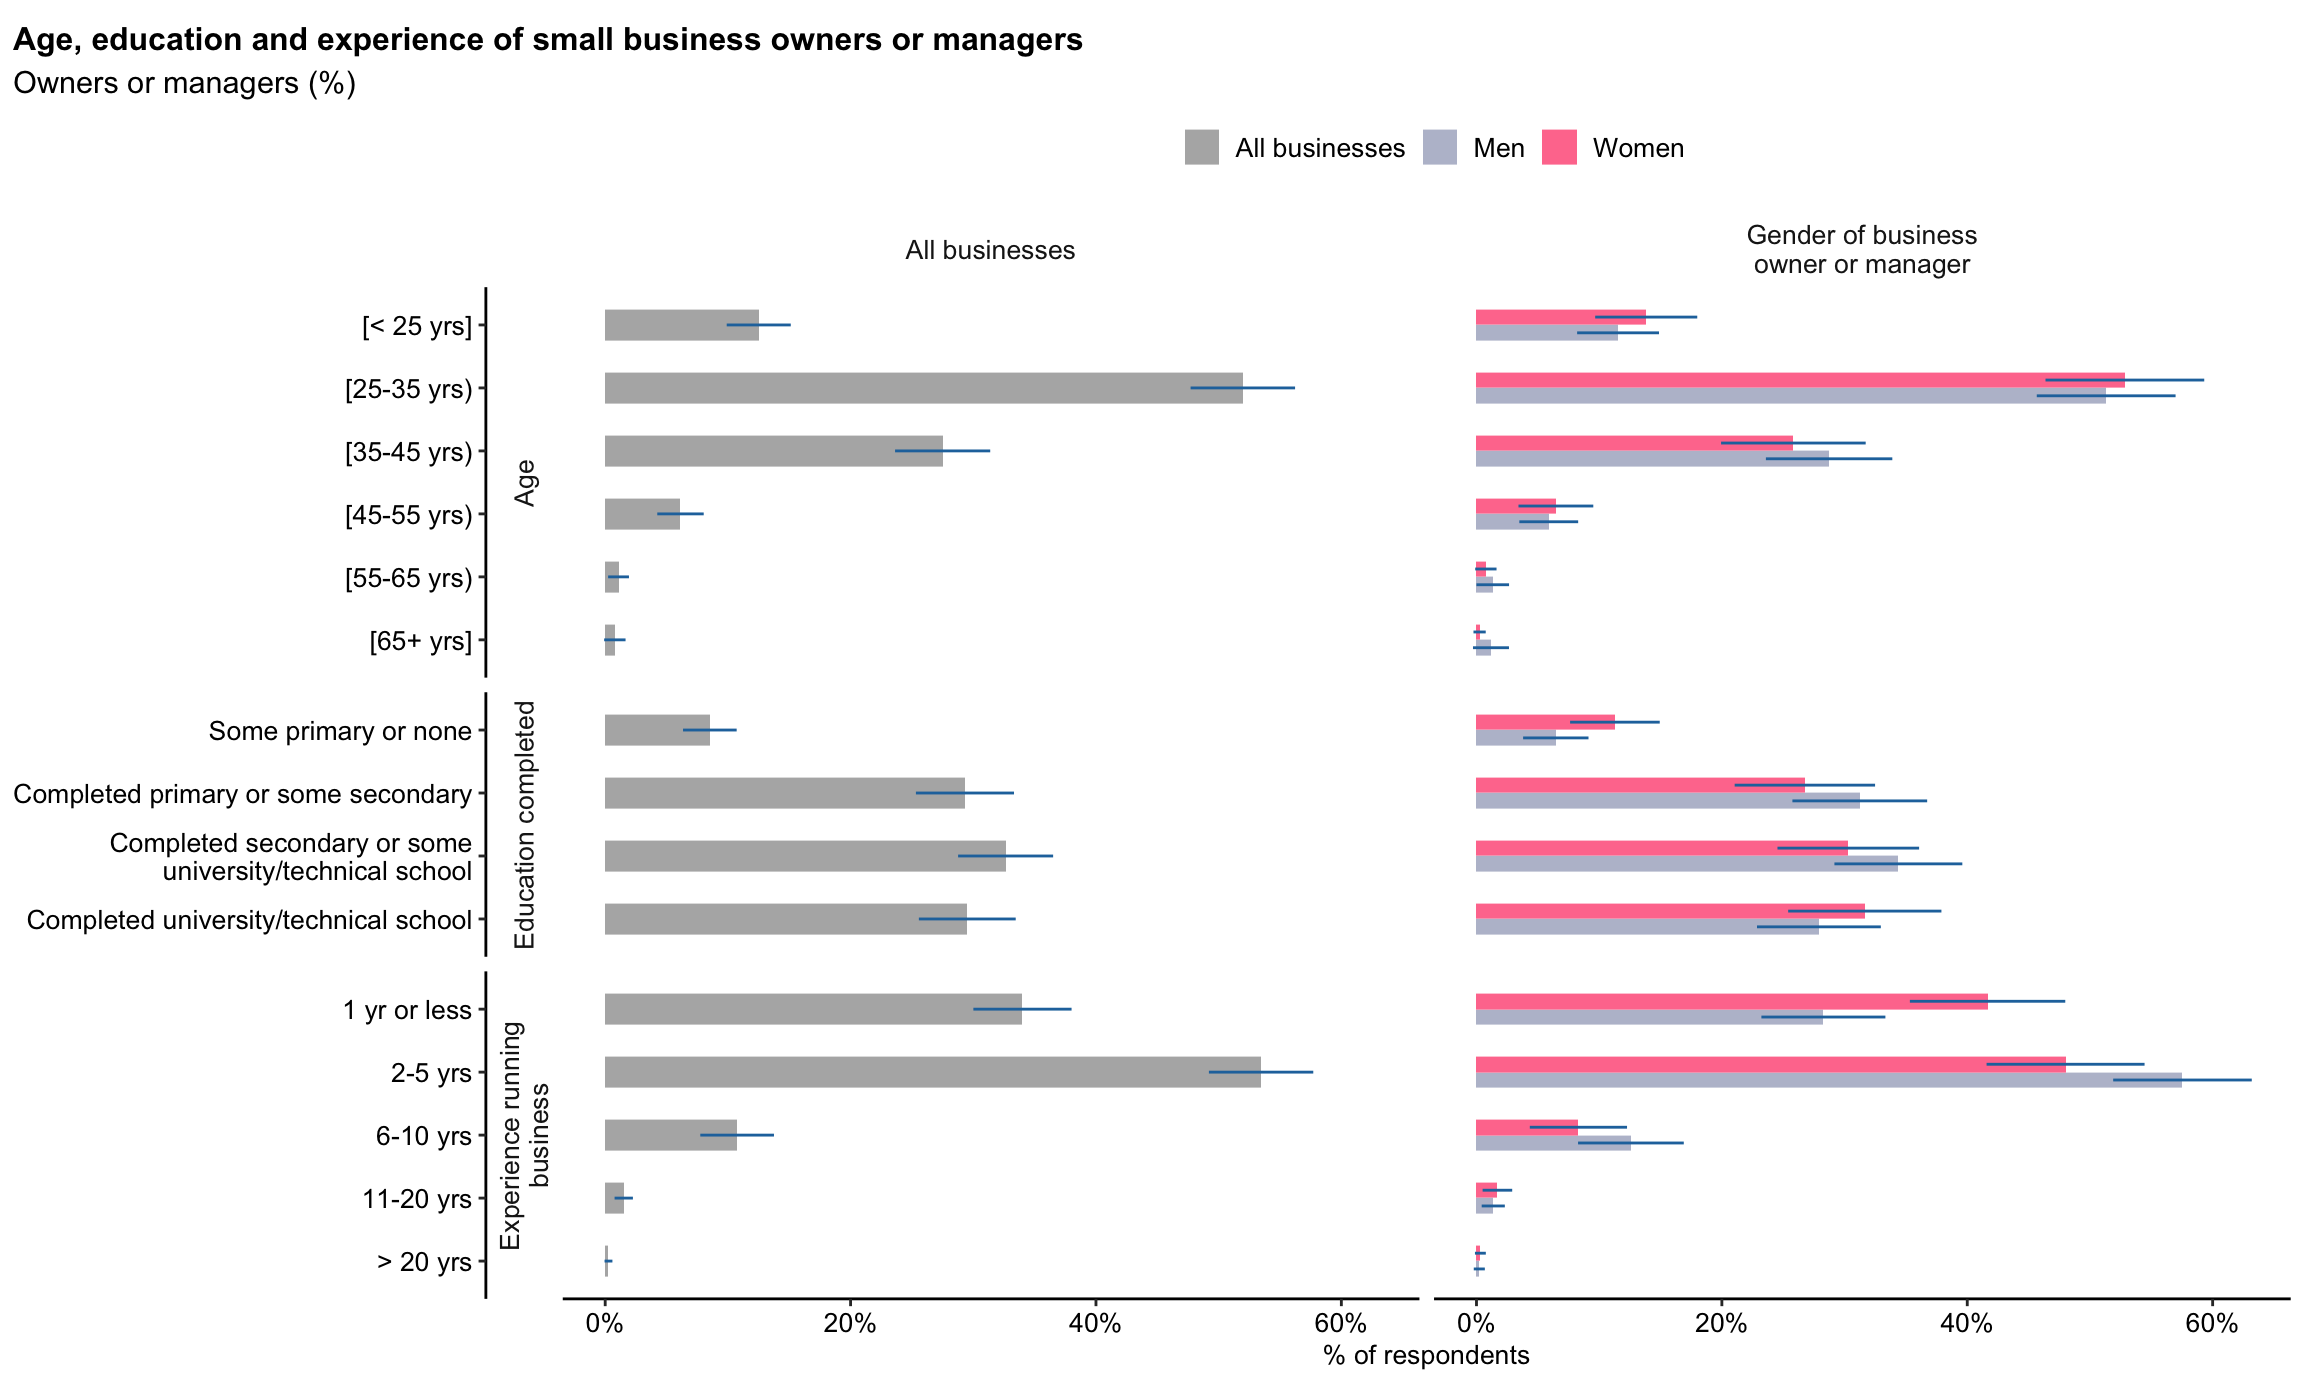 Age, education and experience of small business owners or managers
Owners or managers (%)
All businesses
Men
Women
All businesses
Gender of business
owner or manager
Age
[< 25 yrs]
[25-35 yrs)
[35-45 yrs)
[45-55 yrs)
[55-65 yrs)
[65+ yrs]
Education completed
Some primary or none
Completed primary or some secondary
Completed secondary or some
university/technical school
Completed university/technical school
Experience running
business
1 yr or less
2-5 yrs
6-10 yrs
11-20 yrs
> 20 yrs
0%
20%
40%
60%
0%
20%
40%
60%
% of respondents